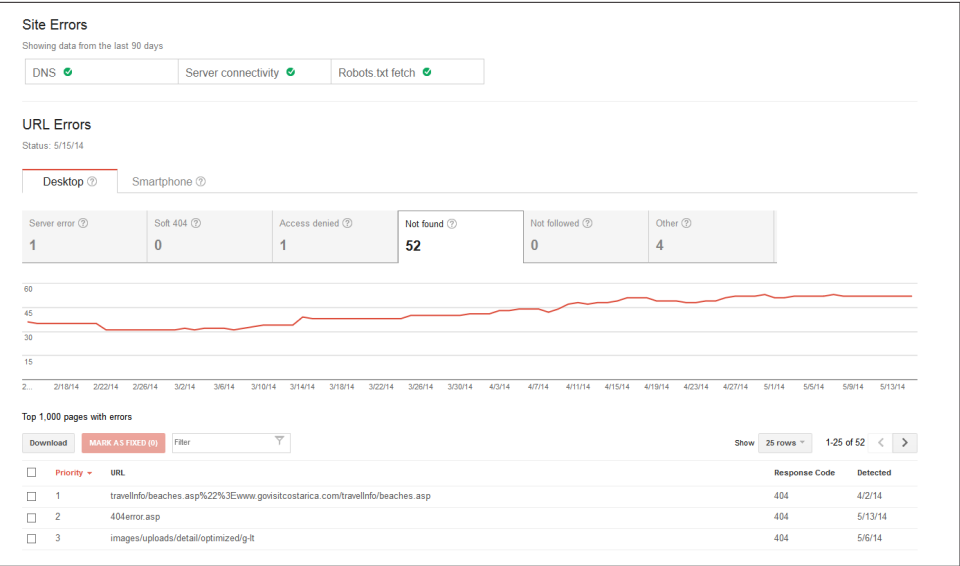 Site Errors
Showing data from the last 90 days
DNS Server connectivity Robots.txt fetch
URL Errors
Status: 5/15/14
Desktop ? Smartphone ?
Server error ? Soft 404 ? Access denied ? Not found ? Not followed ? Other ?
1 0 1 52 0 4
60
45
30
15
2... 2/18/14 2/22/14 2/26/14 3/2/14 3/6/14 3/10/14 3/14/14 3/18/14 3/22/14 3/26/14 3/30/14 4/3/14 4/7/14 4/11/14 4/15/14 4/19/14 4/23/14 4/27/14 5/1/14 5/5/14 5/9/14 5/13/14
Top 1,000 pages with errors
Download MARK AS FIXED (0) Filter Show 25 rows 1-25 of 52
Priority URL Response Code Detected
1 travelInfo/beaches.asp%22%3Ewww.govisitcostarica.com/travelInfo/beaches.asp 404 4/2/14
2 404error.asp 404 5/13/14
3 images/uploads/detail/optimized/g-lt 404 5/6/14